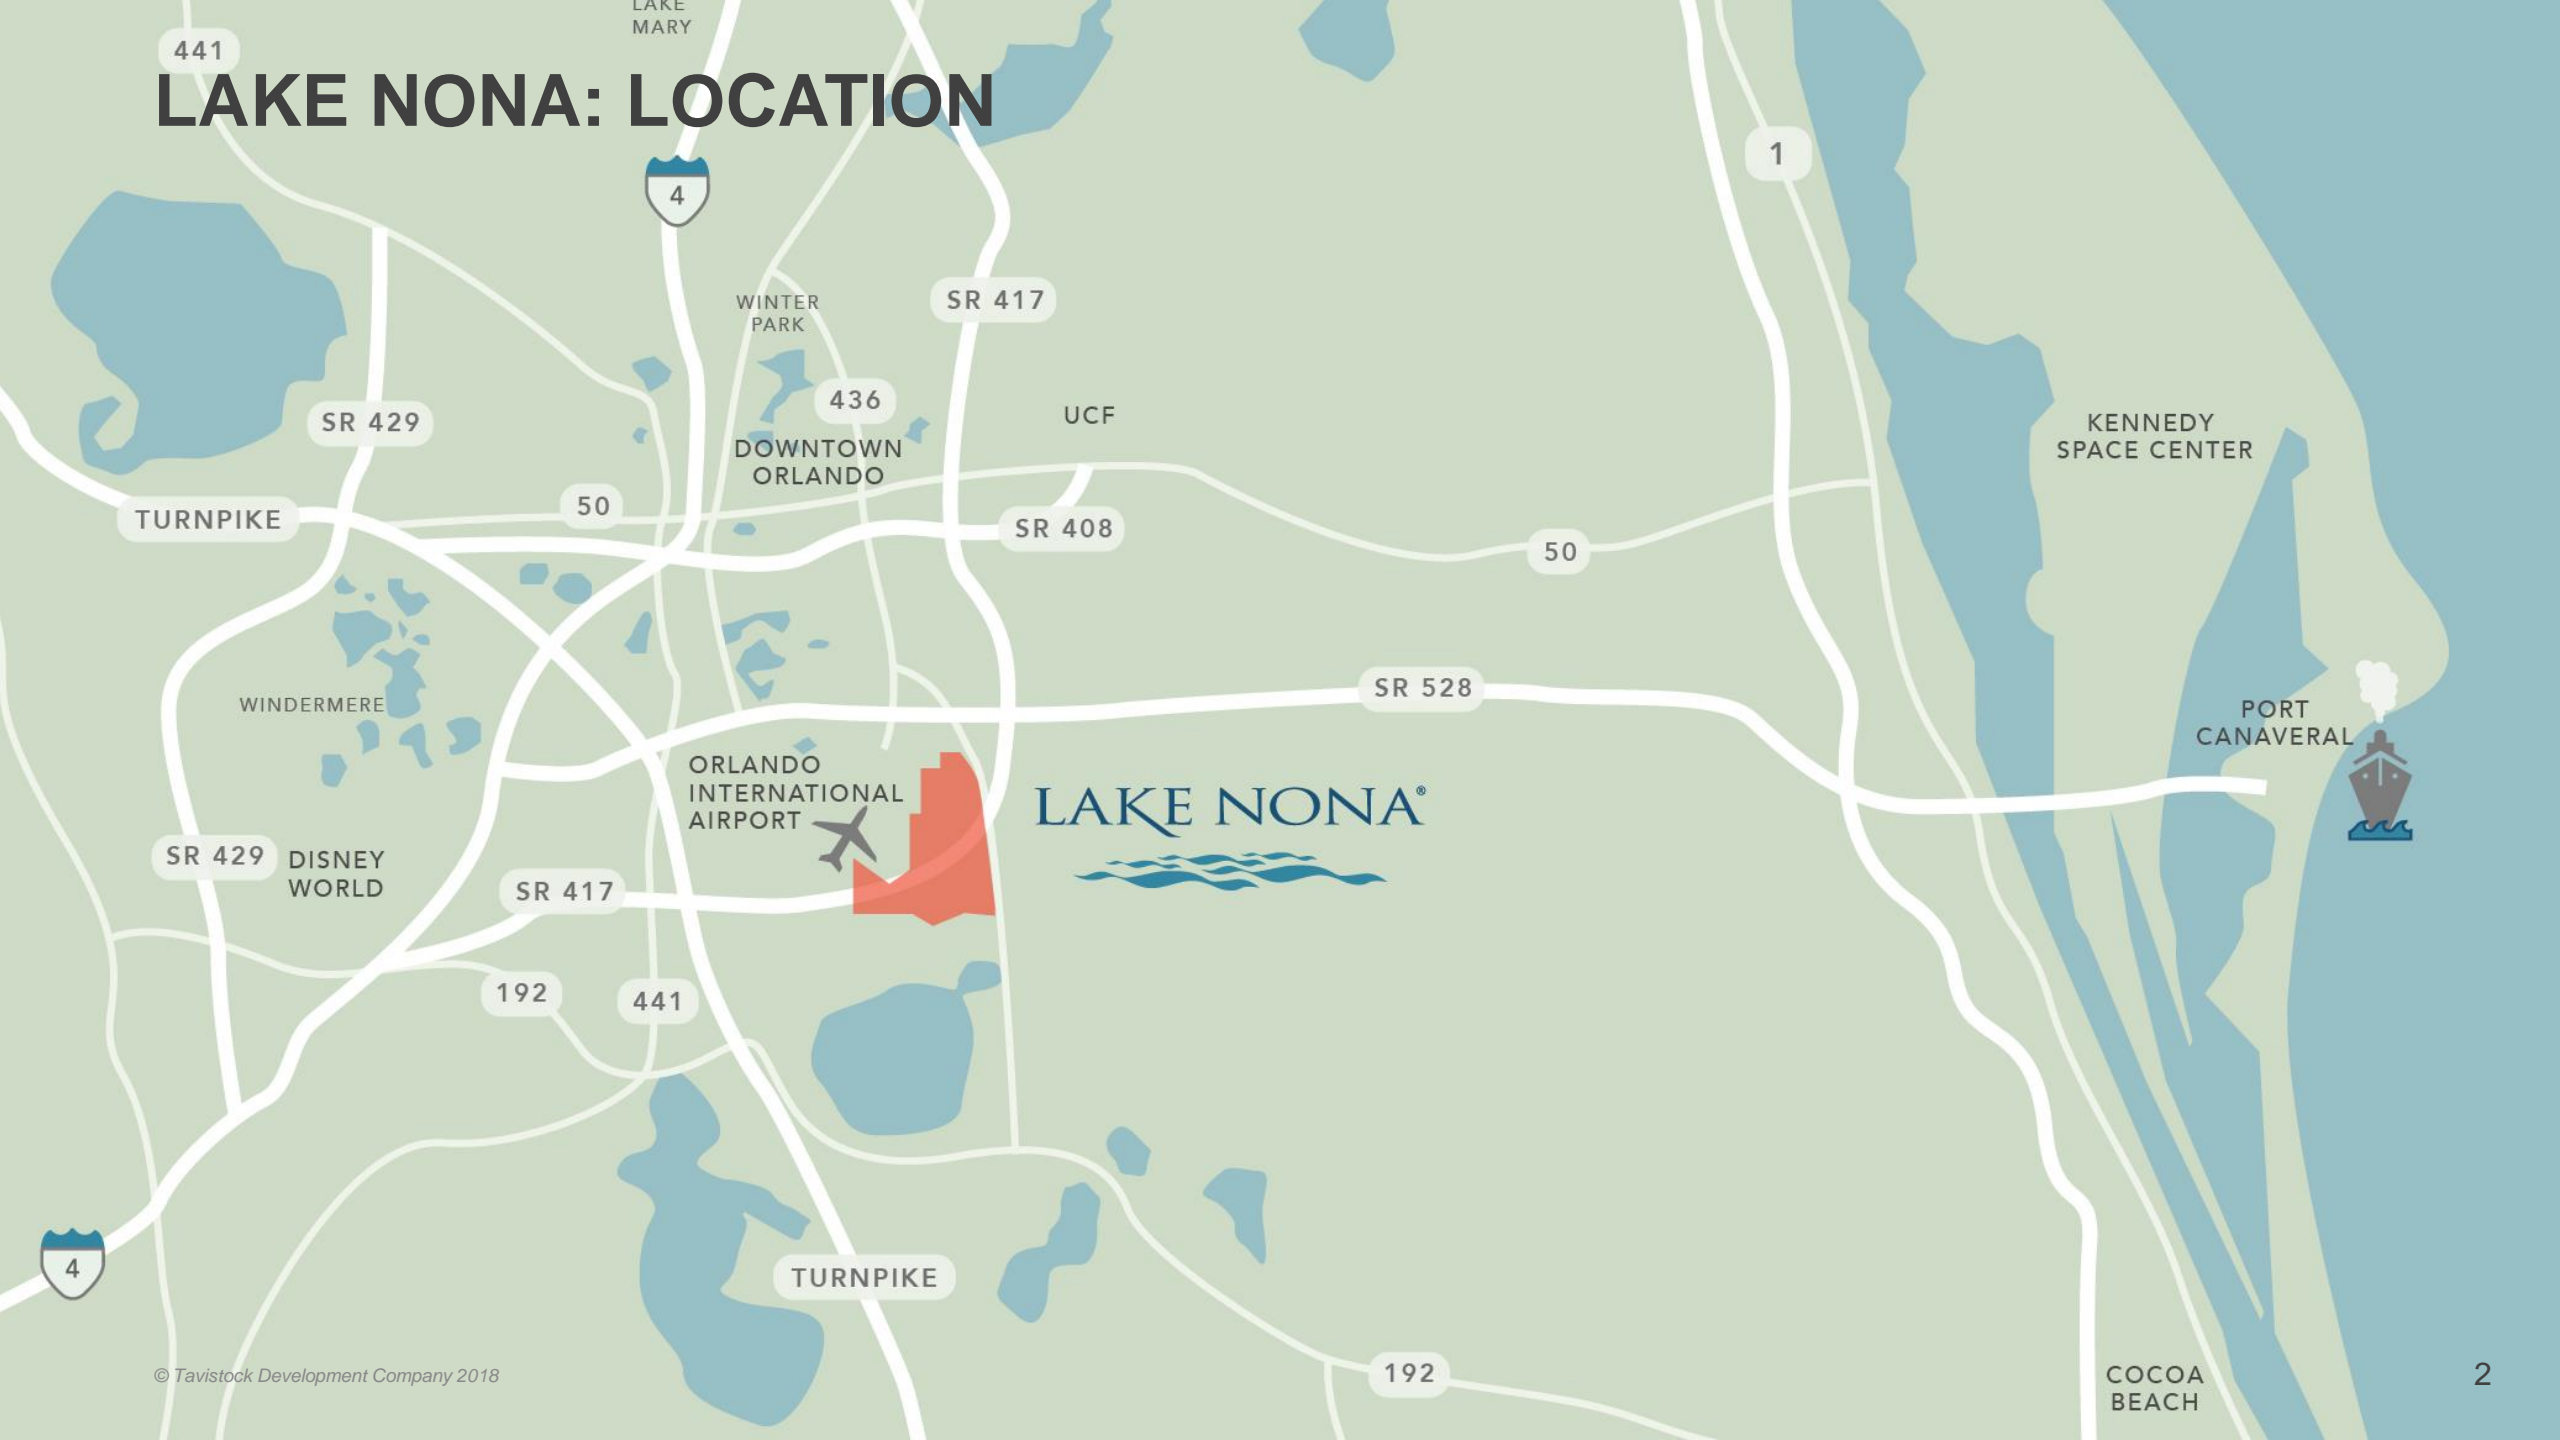 LAKE
MARY
441
LAKE NONA: LOCATION
1
4
WINTER
PARK
SR 417
436
UCF
SR 429
KENNEDY
SPACE CENTER
DOWNTOWN
ORLANDO
TURNPIKE
50
SR 408
50
WINDERMERE
SR 528
PORT
CANAVERAL
ORLANDO
INTERNATIONAL
AIRPORT
LAKE NONA®
SR 429
DISNEY
WORLD
SR 417
192
441
4
TURNPIKE
192
COCOA
BEACH
© Tavistock Development Company 2018
2